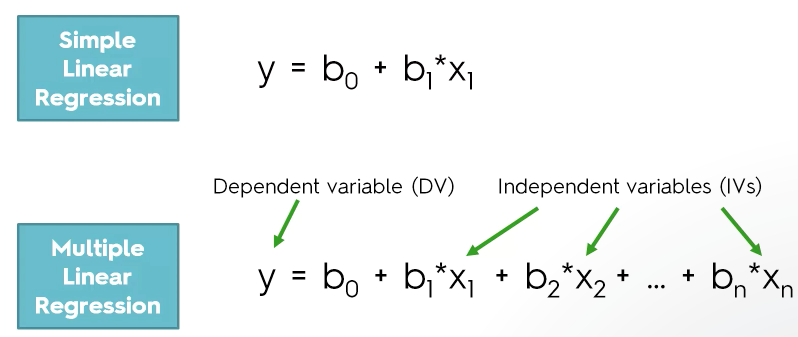 Simple
Linear
Regression
y = b₀ + b₁*x₁
Dependent variable (DV)
Independent variables (IVs)
Multiple
Linear
Regression
y = b₀ + b₁*x₁ + b₂*x₂ + ... + bₙ*xₙ